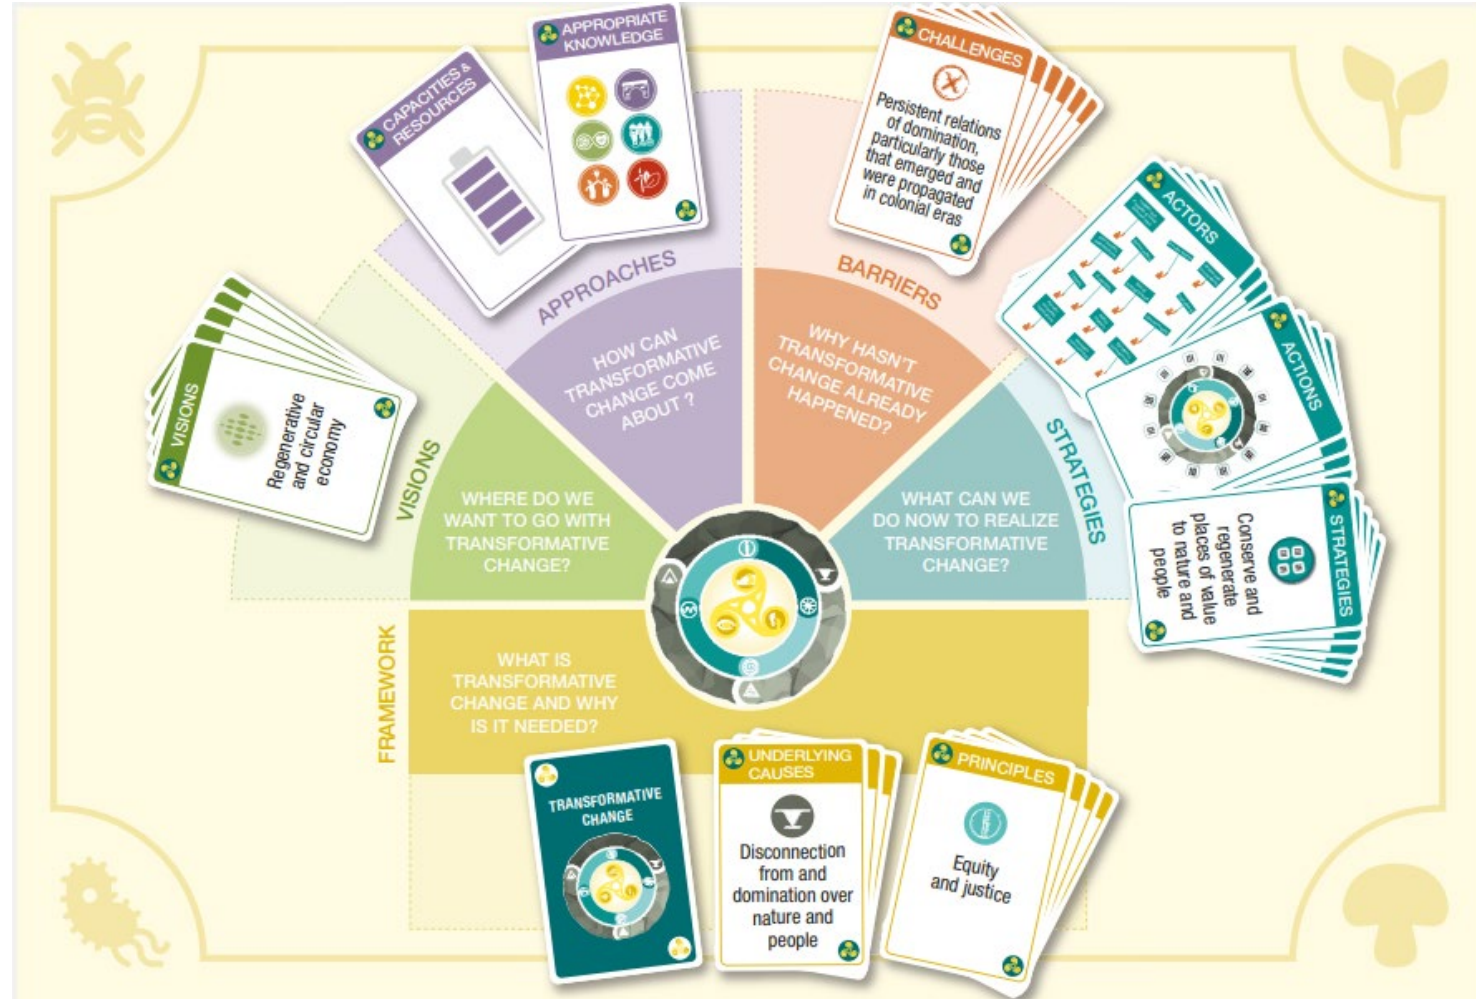 CAPACITIES &
RESOURCES
APPROPRIATE
KNOWLEDGE
CHALLENGES
Persistent relations
of domination,
particularly those
that emerged and
were propagated
in colonial eras
ACTORS
ACTIONS
STRATEGIES
Conserve and
regenerate
places of value
to nature and
people
VISIONS
Regenerative
and circular
economy
VISIONS
WHERE DO WE
WANT TO GO WITH
TRANSFORMATIVE
CHANGE?
APPROACHES
HOW CAN
TRANSFORMATIVE
CHANGE COME
ABOUT ?
BARRIERS
WHY HASN'T
TRANSFORMATIVE
CHANGE ALREADY
HAPPENED?
STRATEGIES
WHAT CAN WE
DO NOW TO REALIZE
TRANSFORMATIVE
CHANGE?
FRAMEWORK
WHAT IS
TRANSFORMATIVE
CHANGE AND WHY
IS IT NEEDED?
TRANSFORMATIVE
CHANGE
UNDERLYING
CAUSES
Disconnection
from and
domination over
nature and
people
PRINCIPLES
Equity
and justice